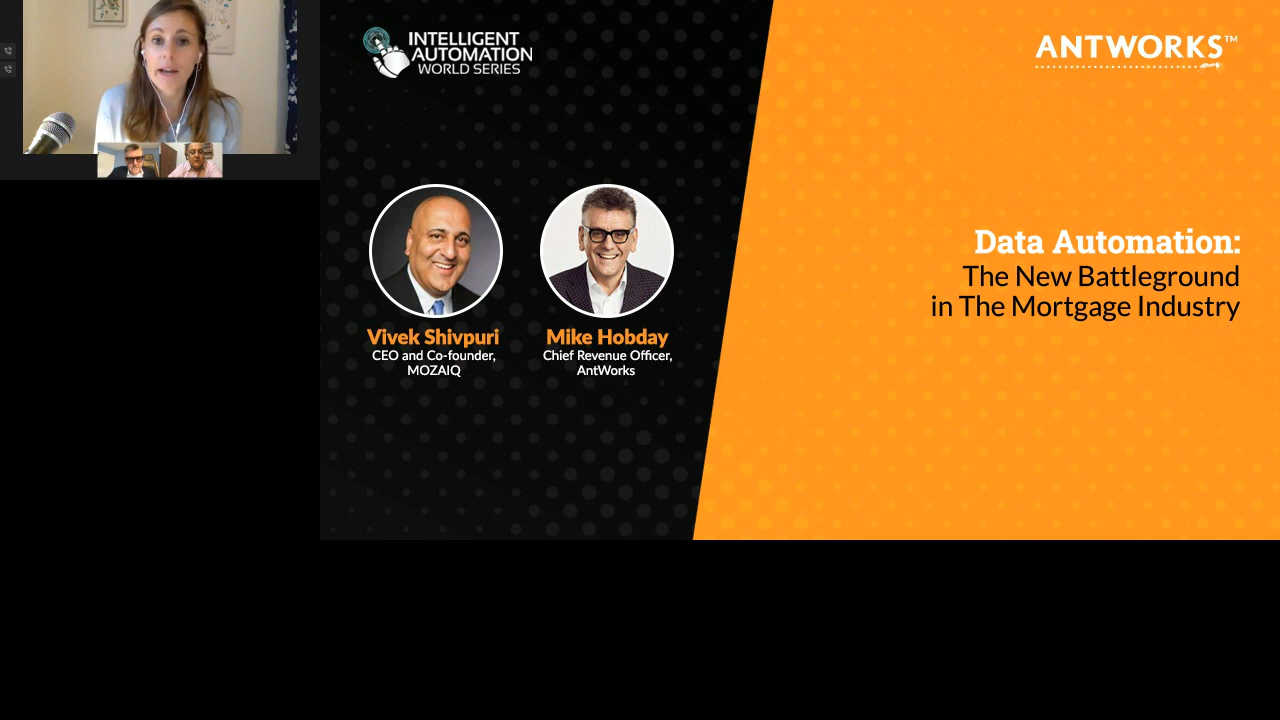 INTELLIGENT
AUTOMATION
WORLD SERIES
ANTWORKS™
Vivek Shivpuri
CEO and Co-founder,
MOZAIQ
Mike Hobday
Chief Revenue Officer,
AntWorks
Data Automation:
The New Battleground
in The Mortgage Industry